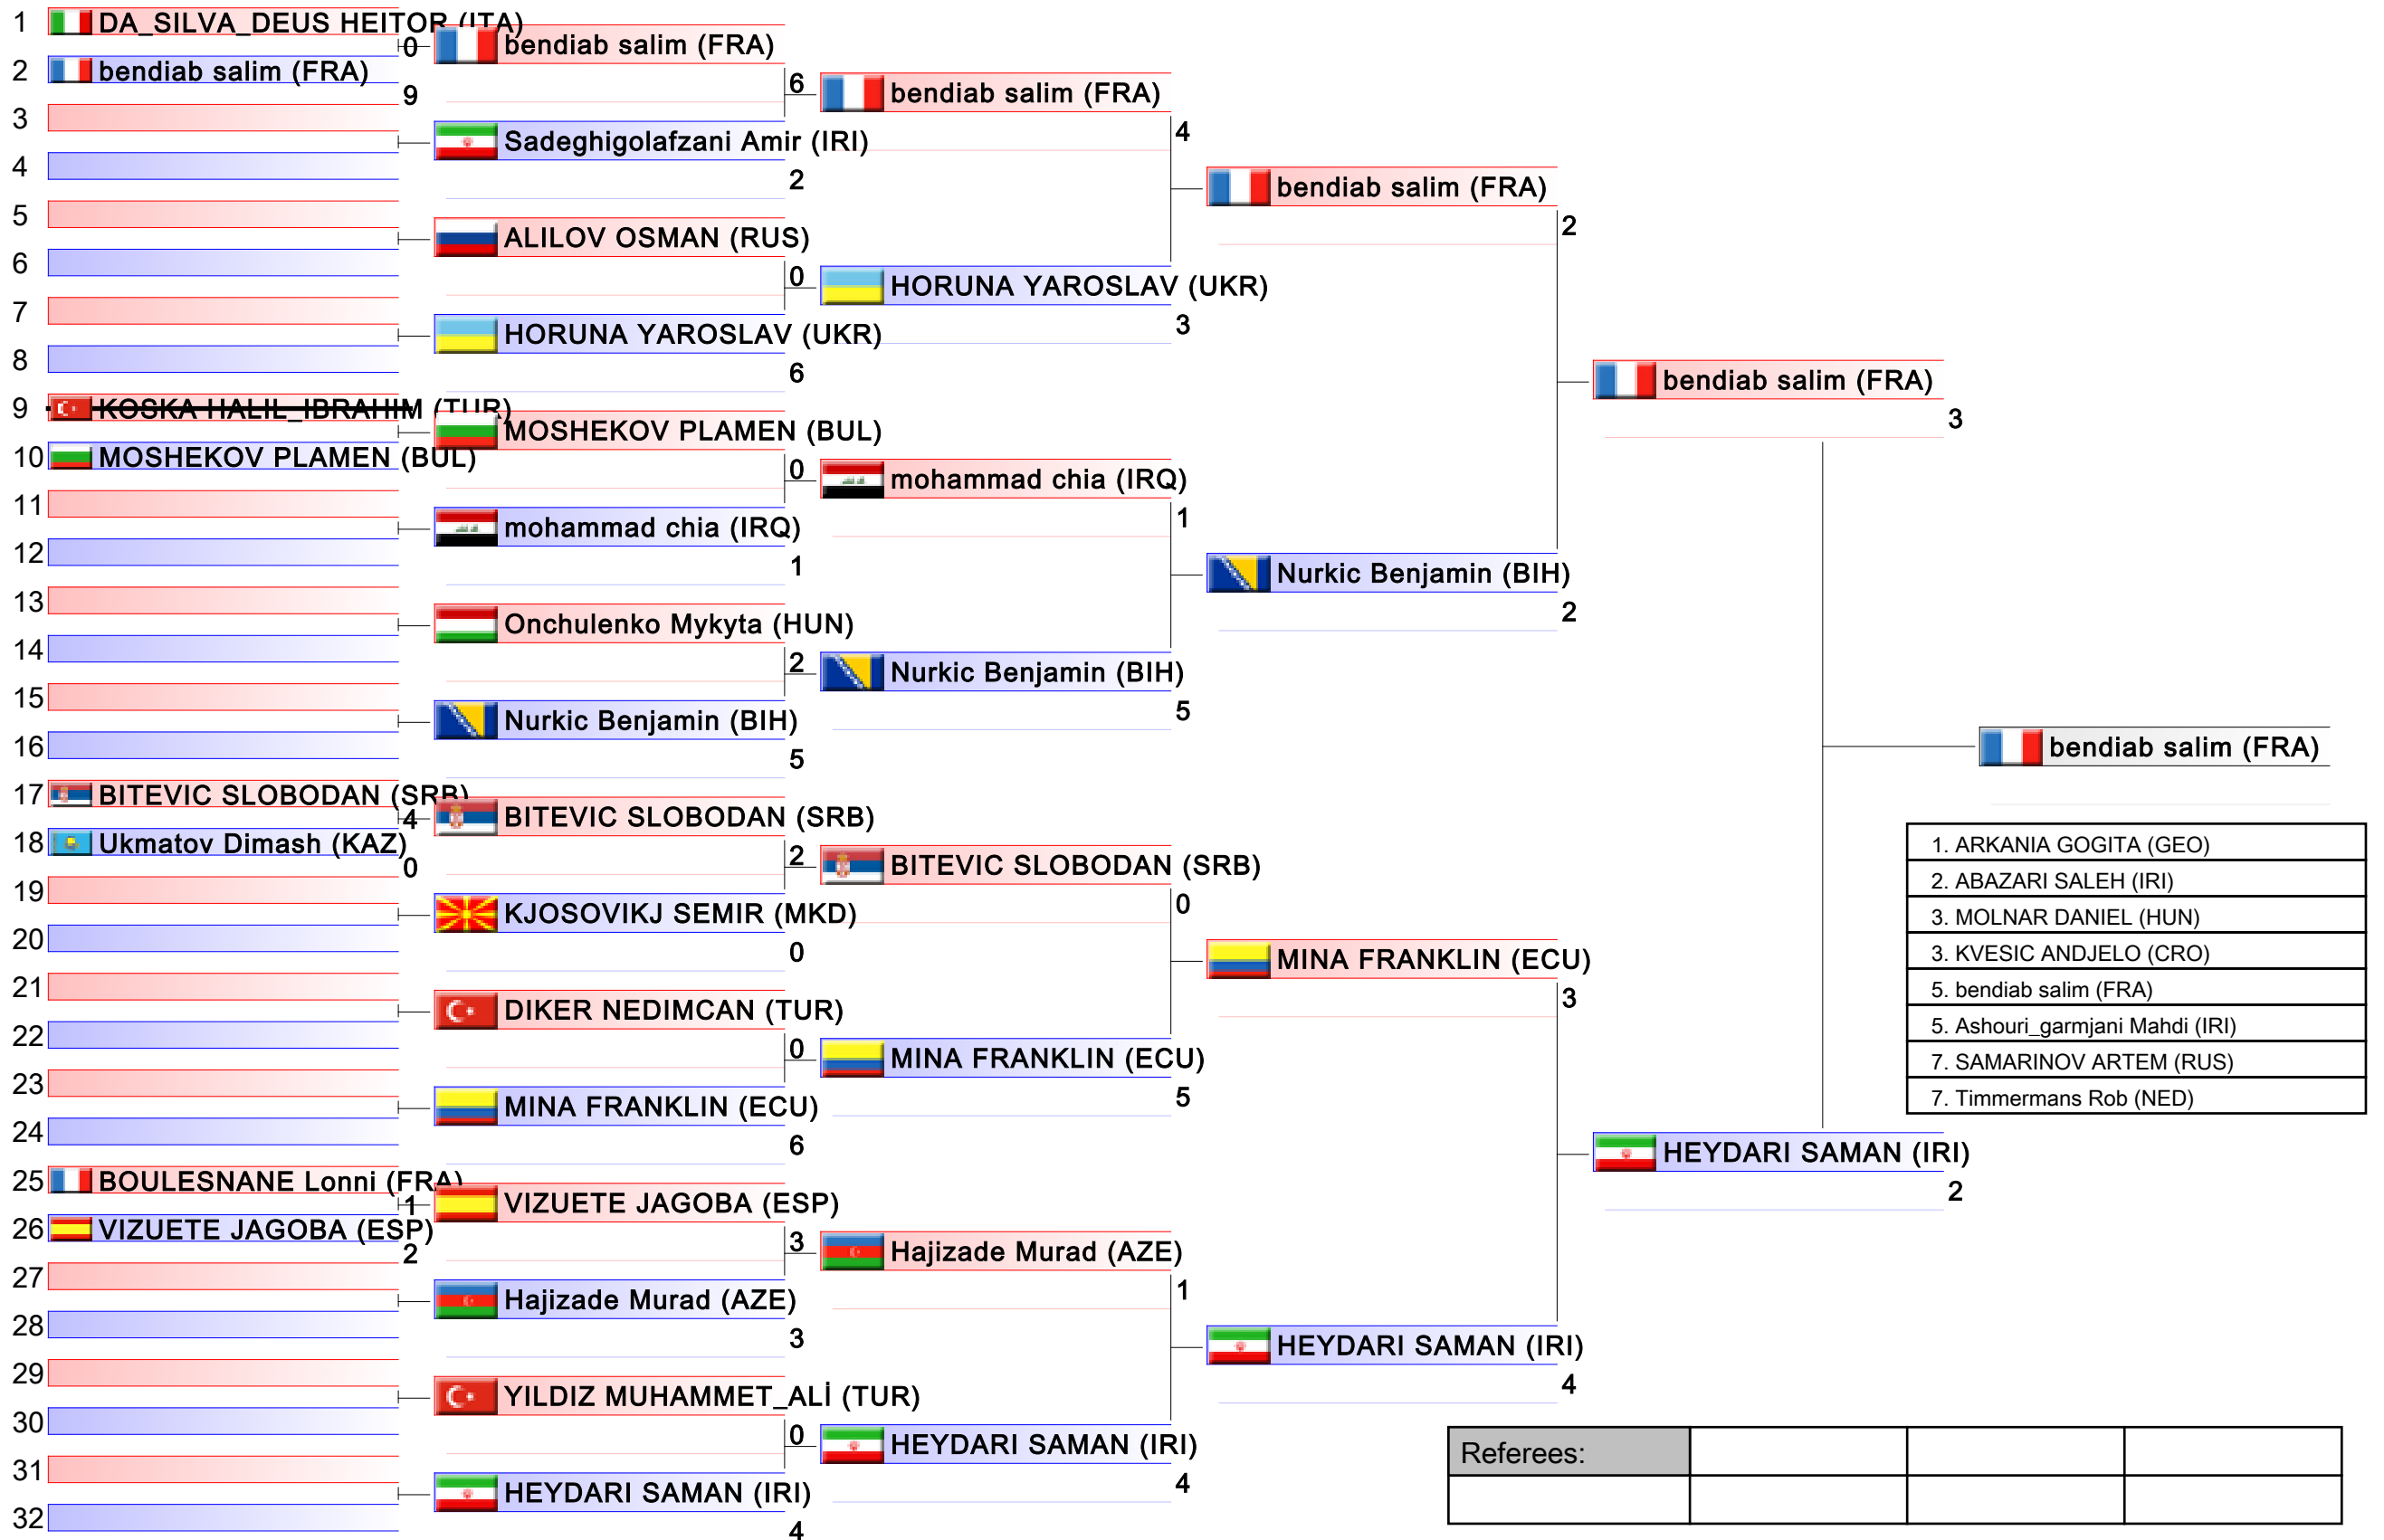 1 DA_SILVA_DEUS HEITOR (ITA)
0
2 bendiab salim (FRA)
9
3
4
5
6
7
8
9 KOSKA HALIL_IBRAHIM (TUR)
10 MOSHEKOV PLAMEN (BUL)
11
12
13
14
15
16
17 BITEVIC SLOBODAN (SRB)
4
18 Ukmatov Dimash (KAZ)
0
19
20
21
22
23
24
25 BOULESNANE Lonni (FRA)
1
26 VIZUETE JAGOBA (ESP)
2
27
28
29
30
31
32
bendiab salim (FRA)
6
Sadeghigolafzani Amir (IRI)
2
ALILOV OSMAN (RUS)
0
HORUNA YAROSLAV (UKR)
6
MOSHEKOV PLAMEN (BUL)
0
mohammad chia (IRQ)
1
Onchulenko Mykyta (HUN)
2
Nurkic Benjamin (BIH)
5
BITEVIC SLOBODAN (SRB)
2
KJOSOVIKJ SEMIR (MKD)
0
DIKER NEDIMCAN (TUR)
0
MINA FRANKLIN (ECU)
6
VIZUETE JAGOBA (ESP)
3
Hajizade Murad (AZE)
3
YILDIZ MUHAMMET_ALİ (TUR)
0
HEYDARI SAMAN (IRI)
4
bendiab salim (FRA)
4
HORUNA YAROSLAV (UKR)
3
mohammad chia (IRQ)
1
Nurkic Benjamin (BIH)
5
BITEVIC SLOBODAN (SRB)
0
MINA FRANKLIN (ECU)
5
Hajizade Murad (AZE)
1
HEYDARI SAMAN (IRI)
4
bendiab salim (FRA)
2
Nurkic Benjamin (BIH)
2
MINA FRANKLIN (ECU)
3
HEYDARI SAMAN (IRI)
4
bendiab salim (FRA)
3
HEYDARI SAMAN (IRI)
2
bendiab salim (FRA)
1. ARKANIA GOGITA (GEO)
2. ABAZARI SALEH (IRI)
3. MOLNAR DANIEL (HUN)
3. KVESIC ANDJELO (CRO)
5. bendiab salim (FRA)
5. Ashouri_garmjani Mahdi (IRI)
7. SAMARINOV ARTEM (RUS)
7. Timmermans Rob (NED)
Referees: